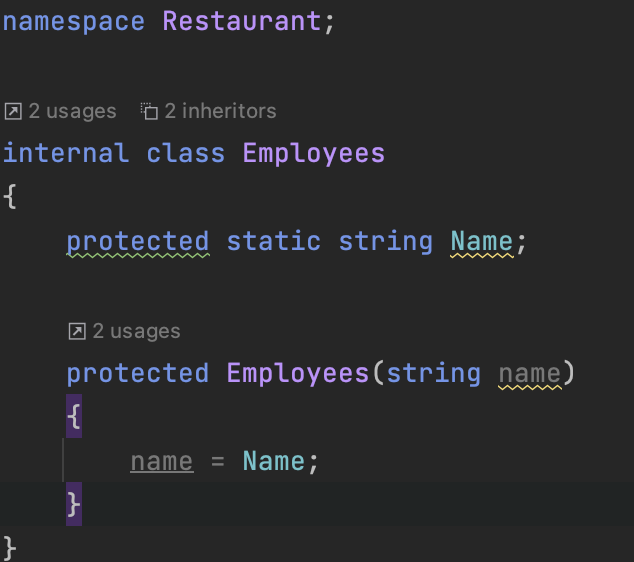 namespace Restaurant;
2 usages 2 inheritors
internal class Employees
{
protected static string Name;
2 usages
protected Employees(string name)
{
name = Name;
}
}